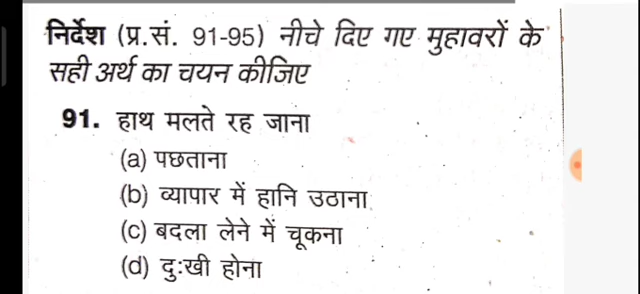 निर्देश (प्र.सं. 91-95) नीचे दिए गए मुहावरों के
सही अर्थ का चयन कीजिए
91. हाथ मलते रह जाना
(a) पछताना
(b) व्यापार में हानि उठाना
(c) बदला लेने में चूकना
(d) दुःखी होना